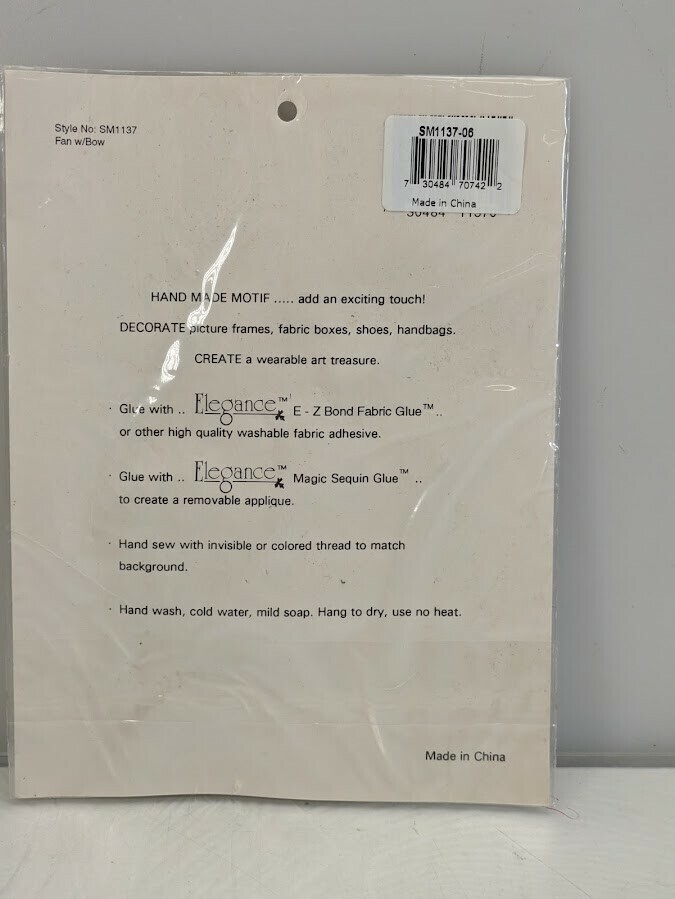 Style No: SM1137
Fan w/Bow
SM1137-06
7 30484 70742 2
Made in China
HAND MADE MOTIF ..... add an exciting touch!
DECORATE picture frames, fabric boxes, shoes, handbags.
CREATE a wearable art treasure.
· Glue with .. Elegance™ E - Z Bond Fabric Glue™ ..
or other high quality washable fabric adhesive.
· Glue with .. Elegance™ Magic Sequin Glue™ ..
to create a removable applique.
· Hand sew with invisible or colored thread to match
background.
· Hand wash, cold water, mild soap. Hang to dry, use no heat.
Made in China